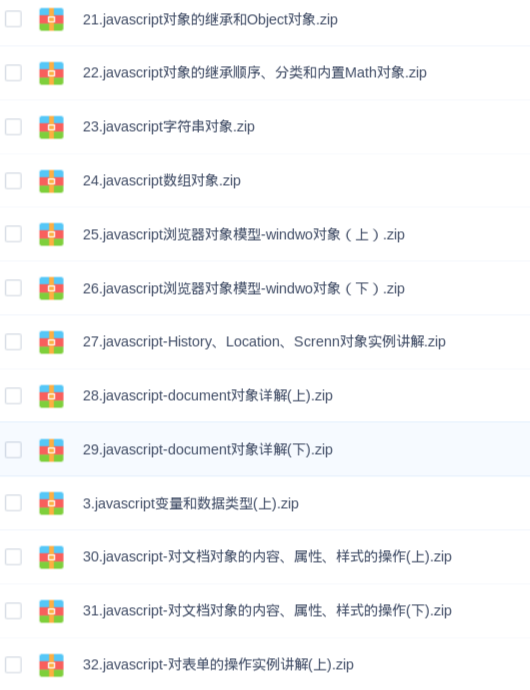 21.javascript对象的继承和Object对象.zip
22.javascript对象的继承顺序、分类和内置Math对象.zip
23.javascript字符串对象.zip
24.javascript数组对象.zip
25.javascript浏览器对象模型-windwo对象（上）.zip
26.javascript浏览器对象模型-windwo对象（下）.zip
27.javascript-History、Location、Screnn对象实例讲解.zip
28.javascript-document对象详解(上).zip
29.javascript-document对象详解(下).zip
3.javascript变量和数据类型(上).zip
30.javascript-对文档对象的内容、属性、样式的操作(上).zip
31.javascript-对文档对象的内容、属性、样式的操作(下).zip
32.javascript-对表单的操作实例讲解(上).zip